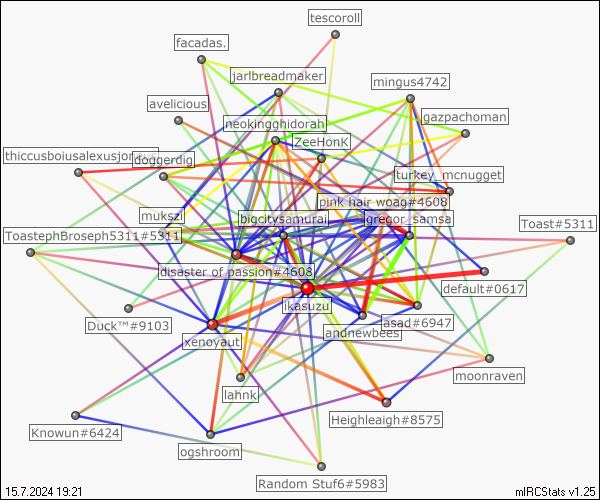 tescoroll
facadas.
jarlbreadmaker
mingus4742
avelicious
gazpachoman
neokingghidorah
ZeeHonK
doggerdig
turkey_mcnugget
pink hair woag#4608
mukszi
bigcitysamurai
gregor_samsa
Toast#5311
ToastephBroseph5311#5311
disaster of passion#4608
default#0617
ikasuzu
Duck™#9103
asad#6947
andnewbees
xenoyaut
moonraven
lahnk
Heighleaigh#8575
Knowun#6424
ogshroom
Random Stuf6#5983
15.7.2024 19:21
mIRCStats v1.25